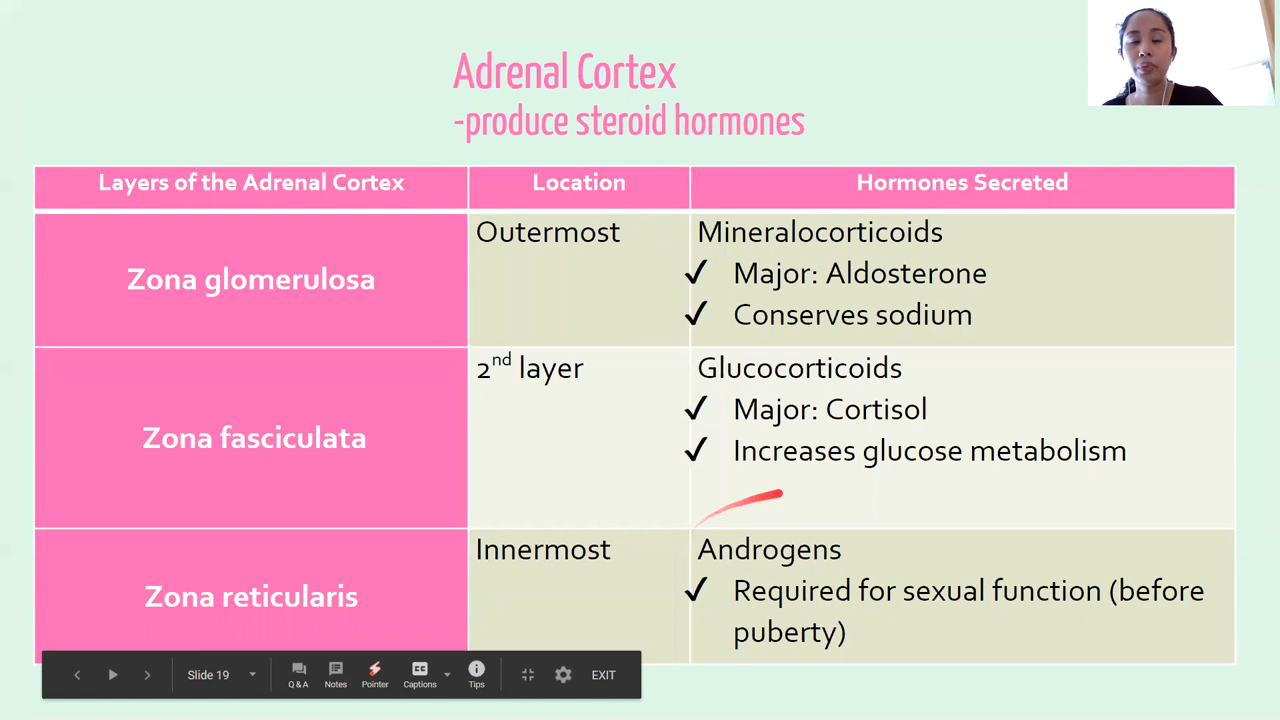 Adrenal Cortex
-produce steroid hormones
Layers of the Adrenal Cortex
Location
Hormones Secreted
Zona glomerulosa
Outermost
Mineralocorticoids
✓ Major: Aldosterone
✓ Conserves sodium
Zona fasciculata
2nd layer
Glucocorticoids
✓ Major: Cortisol
✓ Increases glucose metabolism
Zona reticularis
Innermost
Androgens
✓ Required for sexual function (before
puberty)
Slide 19
Q & A
Notes
Pointer
CC
Captions
Tips
EXIT